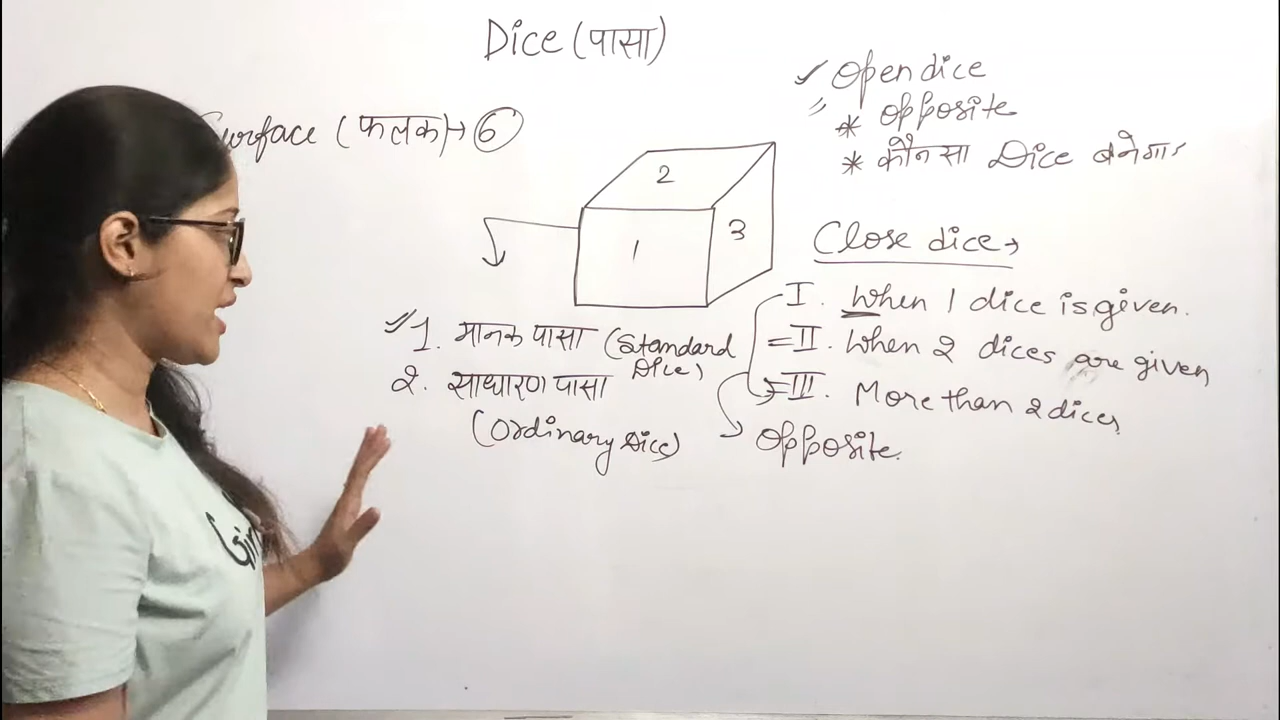 Dice (पासा)
Surface (फलक) → 6
2
1
3
✓ Open dice
* opposite
* कौन सा Dice बनेगा
Close dice →
I. When 1 dice is given.
II. When 2 dices are given
III. More than 2 dices
Opposite.
✓ 1. मानक पासा (Standard Dice)
2. साधारण पासा
(Ordinary Dice)